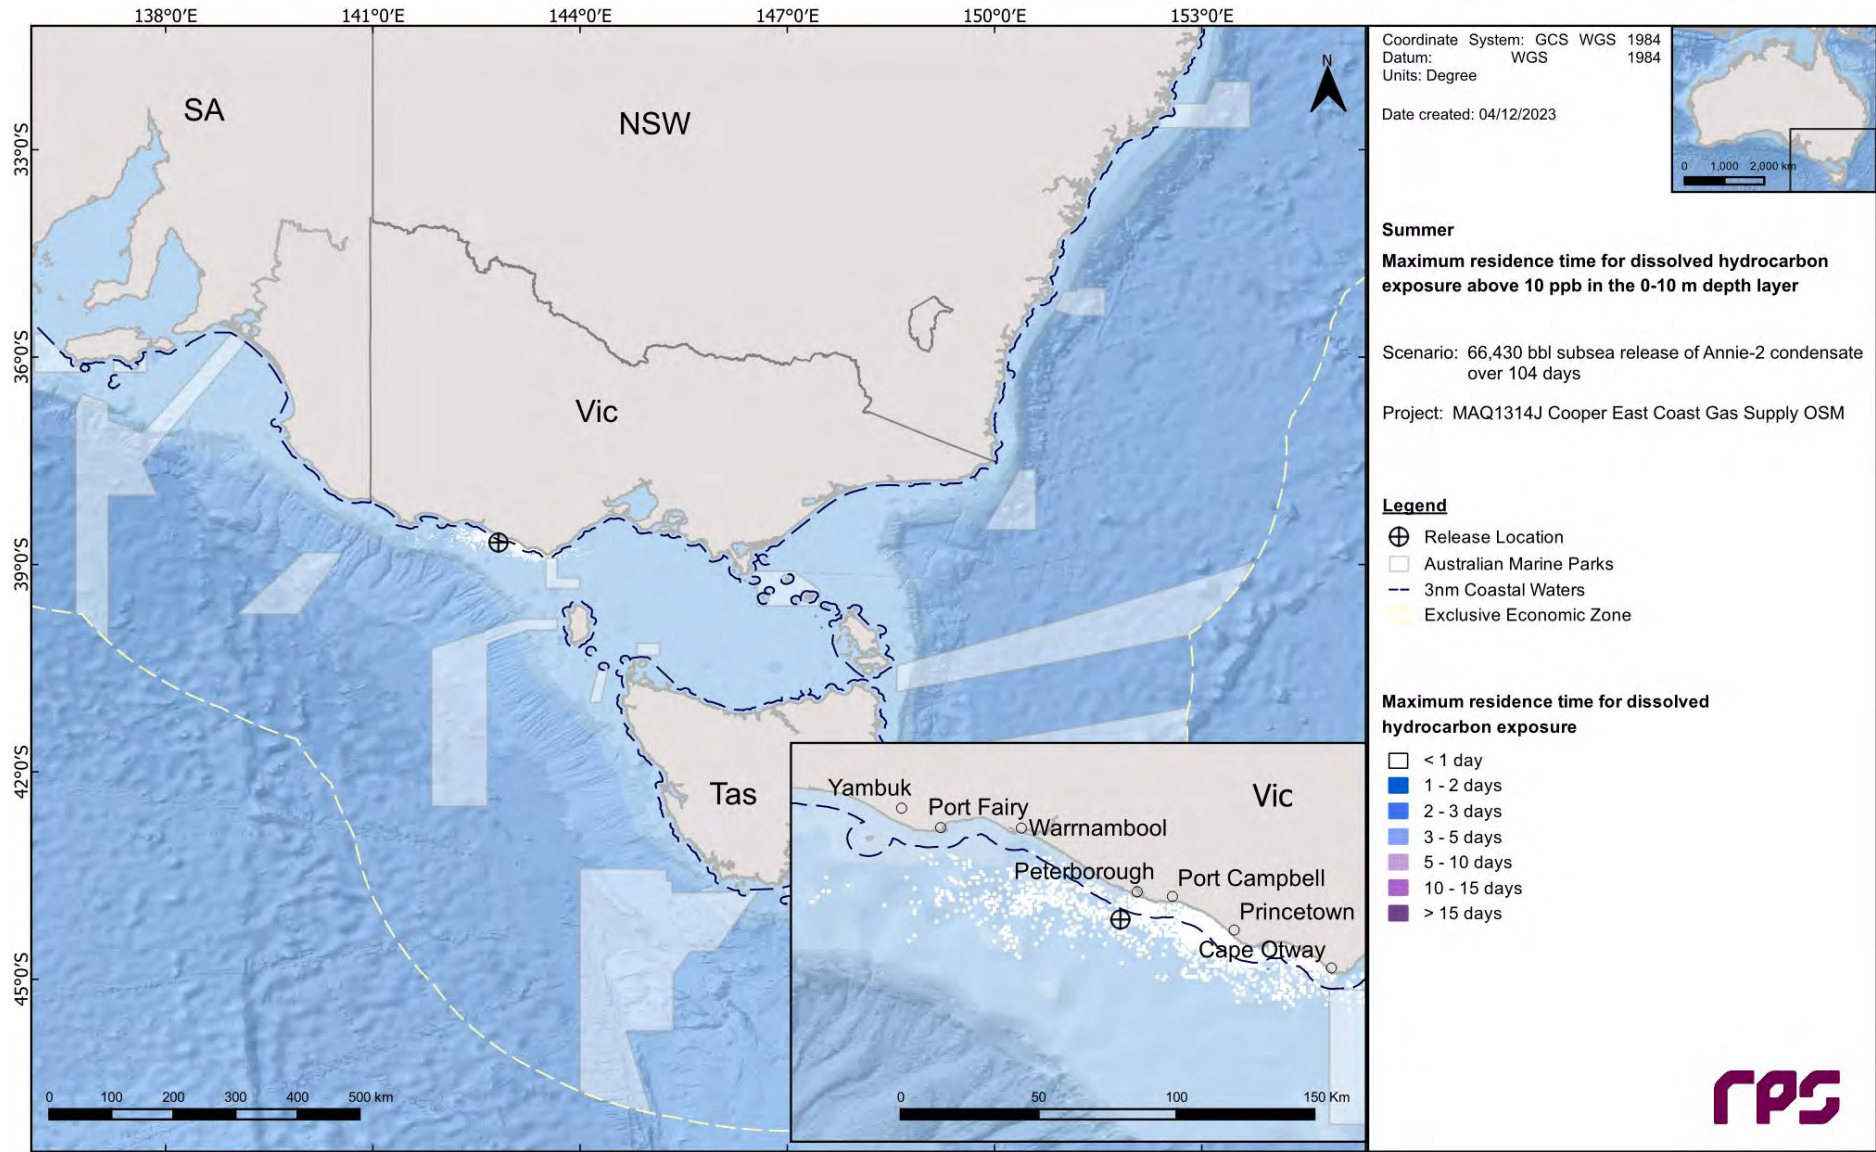 138°0'E 141°0'E 144°0'E 147°0'E 150°0'E 153°0'E
33°0'S
36°0'S
39°0'S
42°0'S
45°0'S
SA
NSW
Vic
Tas
N
0 100 200 300 400 500 km
Yambuk
Port Fairy
Warrnambool
Vic
Peterborough
Port Campbell
Princetown
Cape Otway
0 50 100 150 Km
Coordinate System: GCS WGS 1984
Datum: WGS 1984
Units: Degree
Date created: 04/12/2023
0 1,000 2,000 km
Summer
Maximum residence time for dissolved hydrocarbon
exposure above 10 ppb in the 0-10 m depth layer
Scenario: 66,430 bbl subsea release of Annie-2 condensate
over 104 days
Project: MAQ1314J Cooper East Coast Gas Supply OSM
Legend
Release Location
Australian Marine Parks
3nm Coastal Waters
Exclusive Economic Zone
Maximum residence time for dissolved
hydrocarbon exposure
< 1 day
1 - 2 days
2 - 3 days
3 - 5 days
5 - 10 days
10 - 15 days
> 15 days
rps